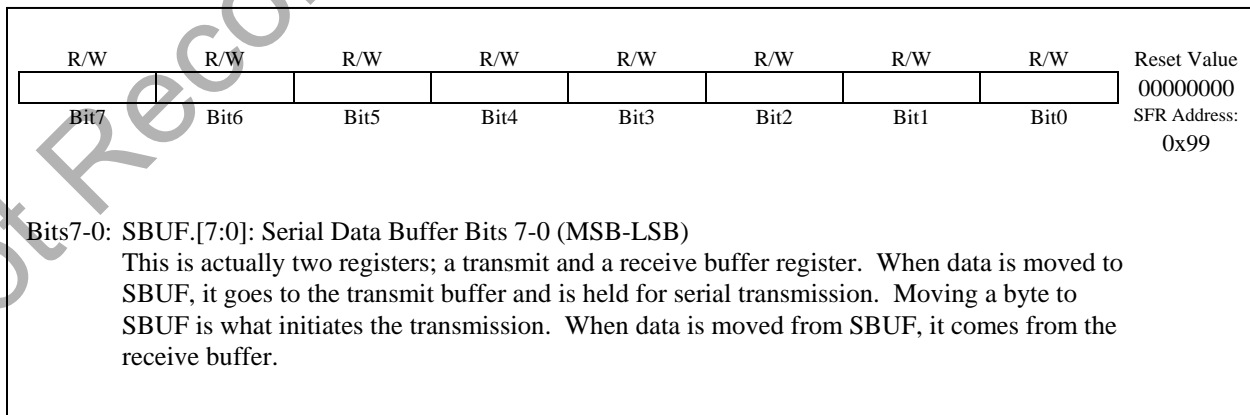 R/W R/W R/W R/W R/W R/W R/W R/W Reset Value
00000000
Bit7 Bit6 Bit5 Bit4 Bit3 Bit2 Bit1 Bit0 SFR Address:
0x99
Bits7-0: SBUF.[7:0]: Serial Data Buffer Bits 7-0 (MSB-LSB)
This is actually two registers; a transmit and a receive buffer register. When data is moved to
SBUF, it goes to the transmit buffer and is held for serial transmission. Moving a byte to
SBUF is what initiates the transmission. When data is moved from SBUF, it comes from the
receive buffer.